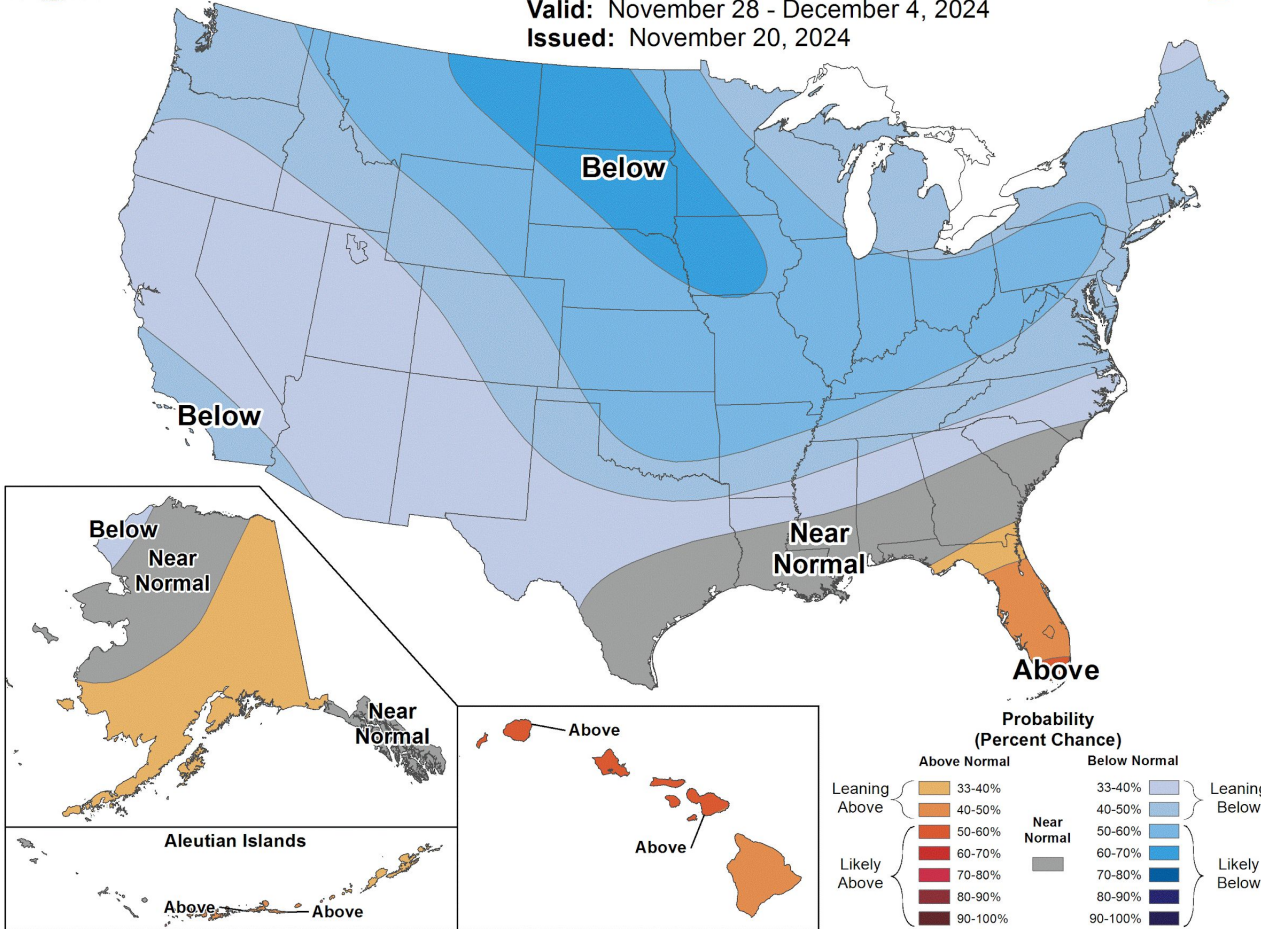 Valid: November 28 - December 4, 2024
Issued: November 20, 2024
Below
Below
Near
Normal
Above
Below
Near
Normal
Near
Normal
Aleutian Islands
Above
Above
Above
Above
Probability
(Percent Chance)
Above Normal
Below Normal
Leaning
Above
33-40%
40-50%
Likely
Above
50-60%
60-70%
70-80%
80-90%
90-100%
Near
Normal
33-40%
40-50%
Leaning
Below
50-60%
60-70%
70-80%
80-90%
90-100%
Likely
Below